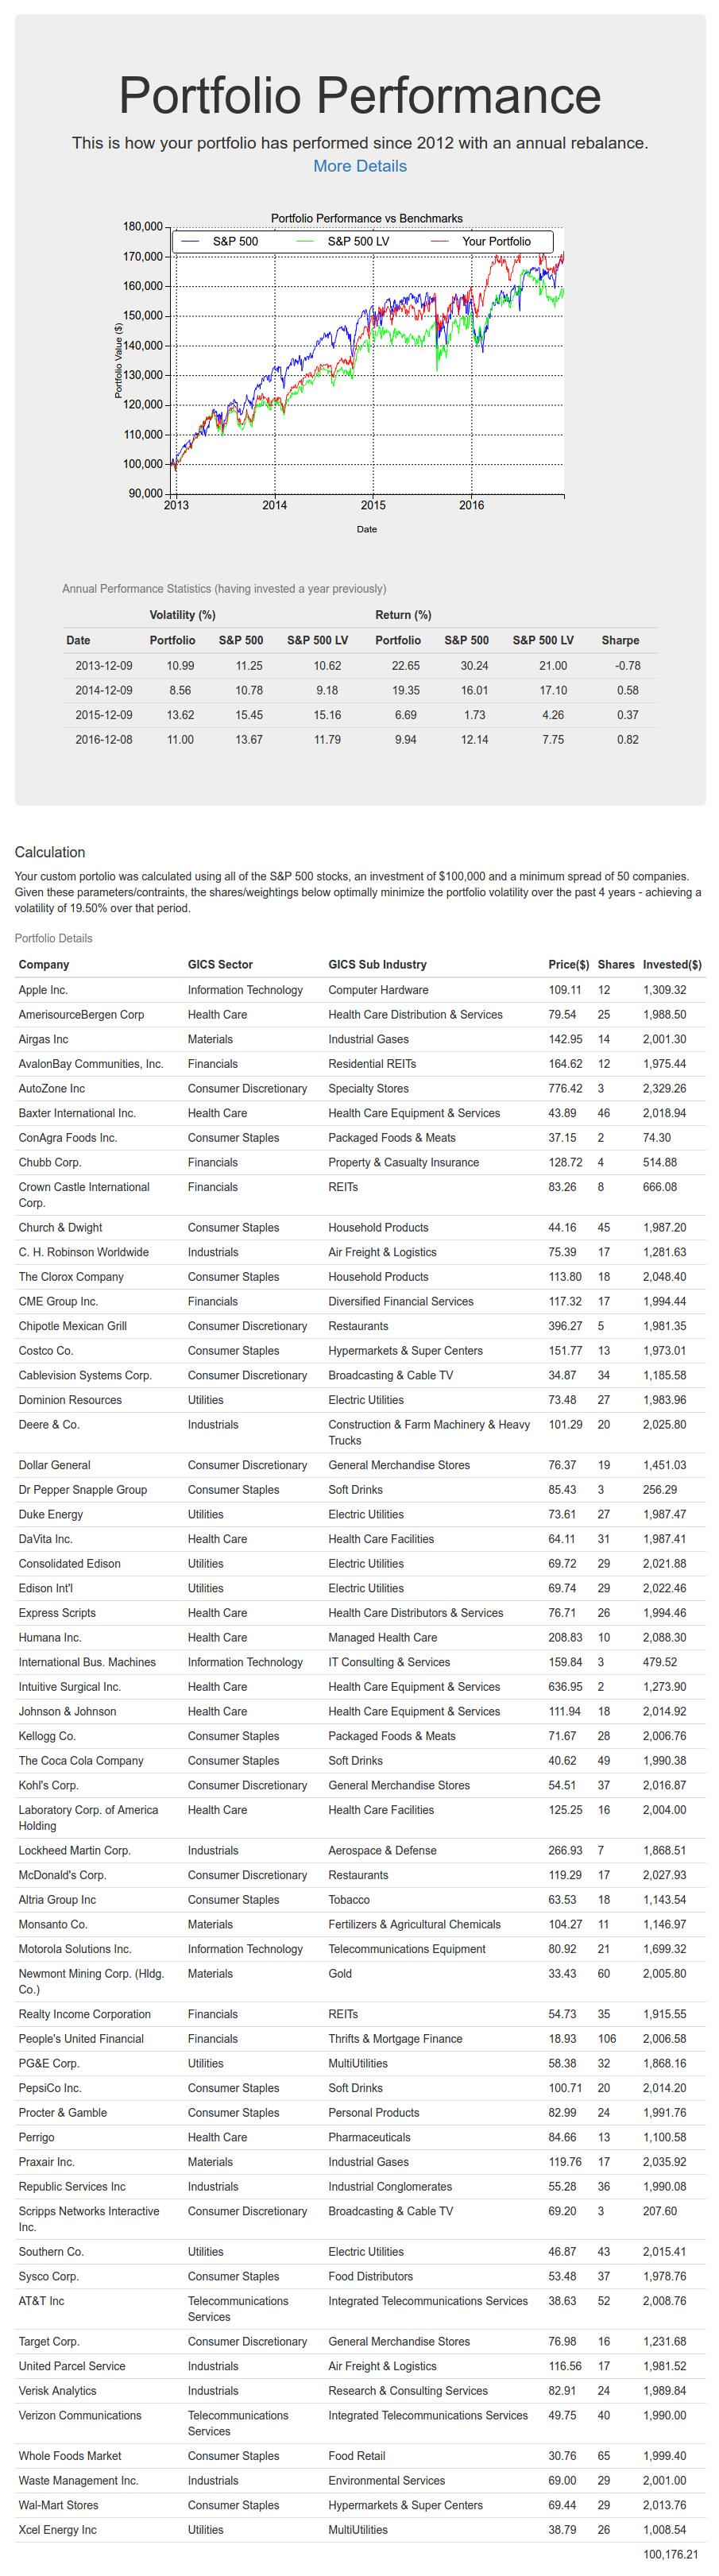 Portfolio Performance
This is how your portfolio has performed since 2012 with an annual rebalance.
More Details
Portfolio Performance vs Benchmarks
S&P 500 S&P 500 LV Your Portfolio
180,000
170,000
160,000
150,000
140,000
130,000
120,000
110,000
100,000
90,000
Portfolio Value ($)
2013 2014 2015 2016
Date
Annual Performance Statistics (having invested a year previously)
Volatility (%) Return (%)
Date Portfolio S&P 500 S&P 500 LV Portfolio S&P 500 S&P 500 LV Sharpe
2013-12-09 10.99 11.25 10.62 22.65 30.24 21.00 -0.78
2014-12-09 8.56 10.78 9.18 19.35 16.01 17.10 0.58
2015-12-09 13.62 15.45 15.16 6.69 1.73 4.26 0.37
2016-12-08 11.00 13.67 11.79 9.94 12.14 7.75 0.82
Calculation
Your custom portolio was calculated using all of the S&P 500 stocks, an investment of $100,000 and a minimum spread of 50 companies.
Given these parameters/contraints, the shares/weightings below optimally minimize the portfolio volatility over the past 4 years - achieving a
volatility of 19.50% over that period.
Portfolio Details
Company GICS Sector GICS Sub Industry Price($) Shares Invested($)
Apple Inc. Information Technology Computer Hardware 109.11 12 1,309.32
AmerisourceBergen Corp Health Care Health Care Distribution & Services 79.54 25 1,988.50
Airgas Inc Materials Industrial Gases 142.95 14 2,001.30
AvalonBay Communities, Inc. Financials Residential REITs 164.62 12 1,975.44
AutoZone Inc Consumer Discretionary Specialty Stores 776.42 3 2,329.26
Baxter International Inc. Health Care Health Care Equipment & Services 43.89 46 2,018.94
ConAgra Foods Inc. Consumer Staples Packaged Foods & Meats 37.15 2 74.30
Chubb Corp. Financials Property & Casualty Insurance 128.72 4 514.88
Crown Castle International Financials REITs 83.26 8 666.08
Corp.
Church & Dwight Consumer Staples Household Products 44.16 45 1,987.20
C. H. Robinson Worldwide Industrials Air Freight & Logistics 75.39 17 1,281.63
The Clorox Company Consumer Staples Household Products 113.80 18 2,048.40
CME Group Inc. Financials Diversified Financial Services 117.32 17 1,994.44
Chipotle Mexican Grill Consumer Discretionary Restaurants 396.27 5 1,981.35
Costco Co. Consumer Staples Hypermarkets & Super Centers 151.77 13 1,973.01
Cablevision Systems Corp. Consumer Discretionary Broadcasting & Cable TV 34.87 34 1,185.58
Dominion Resources Utilities Electric Utilities 73.48 27 1,983.96
Deere & Co. Industrials Construction & Farm Machinery & Heavy 101.29 20 2,025.80
Trucks
Dollar General Consumer Discretionary General Merchandise Stores 76.37 19 1,451.03
Dr Pepper Snapple Group Consumer Staples Soft Drinks 85.43 3 256.29
Duke Energy Utilities Electric Utilities 73.61 27 1,987.47
DaVita Inc. Health Care Health Care Facilities 64.11 31 1,987.41
Consolidated Edison Utilities Electric Utilities 69.72 29 2,021.88
Edison Int'l Utilities Electric Utilities 69.74 29 2,022.46
Express Scripts Health Care Health Care Distributors & Services 76.71 26 1,994.46
Humana Inc. Health Care Managed Health Care 208.83 10 2,088.30
International Bus. Machines Information Technology IT Consulting & Services 159.84 3 479.52
Intuitive Surgical Inc. Health Care Health Care Equipment & Services 636.95 2 1,273.90
Johnson & Johnson Health Care Health Care Equipment & Services 111.94 18 2,014.92
Kellogg Co. Consumer Staples Packaged Foods & Meats 71.67 28 2,006.76
The Coca Cola Company Consumer Staples Soft Drinks 40.62 49 1,990.38
Kohl's Corp. Consumer Discretionary General Merchandise Stores 54.51 37 2,016.87
Laboratory Corp. of America Health Care Health Care Facilities 125.25 16 2,004.00
Holding
Lockheed Martin Corp. Industrials Aerospace & Defense 266.93 7 1,868.51
McDonald's Corp. Consumer Discretionary Restaurants 119.29 17 2,027.93
Altria Group Inc Consumer Staples Tobacco 63.53 18 1,143.54
Monsanto Co. Materials Fertilizers & Agricultural Chemicals 104.27 11 1,146.97
Motorola Solutions Inc. Information Technology Telecommunications Equipment 80.92 21 1,699.32
Newmont Mining Corp. (Hldg. Materials Gold 33.43 60 2,005.80
Co.)
Realty Income Corporation Financials REITs 54.73 35 1,915.55
People's United Financial Financials Thrifts & Mortgage Finance 18.93 106 2,006.58
PG&E Corp. Utilities MultiUtilities 58.38 32 1,868.16
PepsiCo Inc. Consumer Staples Soft Drinks 100.71 20 2,014.20
Procter & Gamble Consumer Staples Personal Products 82.99 24 1,991.76
Perrigo Health Care Pharmaceuticals 84.66 13 1,100.58
Praxair Inc. Materials Industrial Gases 119.76 17 2,035.92
Republic Services Inc Industrials Industrial Conglomerates 55.28 36 1,990.08
Scripps Networks Interactive Consumer Discretionary Broadcasting & Cable TV 69.20 3 207.60
Inc.
Southern Co. Utilities Electric Utilities 46.87 43 2,015.41
Sysco Corp. Consumer Staples Food Distributors 53.48 37 1,978.76
AT&T Inc Telecommunications Integrated Telecommunications Services 38.63 52 2,008.76
Services
Target Corp. Consumer Discretionary General Merchandise Stores 76.98 16 1,231.68
United Parcel Service Industrials Air Freight & Logistics 116.56 17 1,981.52
Verisk Analytics Industrials Research & Consulting Services 82.91 24 1,989.84
Verizon Communications Telecommunications Integrated Telecommunications Services 49.75 40 1,990.00
Services
Whole Foods Market Consumer Staples Food Retail 30.76 65 1,999.40
Waste Management Inc. Industrials Environmental Services 69.00 29 2,001.00
Wal-Mart Stores Consumer Staples Hypermarkets & Super Centers 69.44 29 2,013.76
Xcel Energy Inc Utilities MultiUtilities 38.79 26 1,008.54
100,176.21